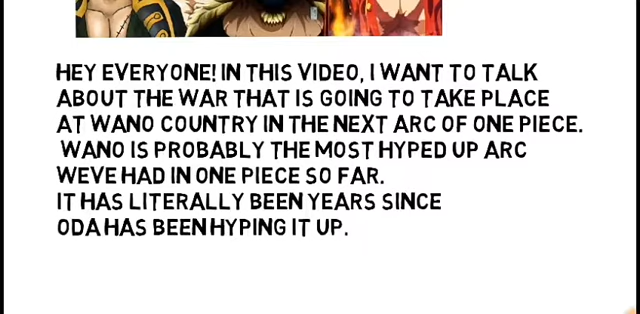 HEY EVERYONE! IN THIS VIDEO, I WANT TO TALK
ABOUT THE WAR THAT IS GOING TO TAKE PLACE
AT WANO COUNTRY IN THE NEXT ARC OF ONE PIECE.
WANO IS PROBABLY THE MOST HYPED UP ARC
WEVE HAD IN ONE PIECE SO FAR.
IT HAS LITERALLY BEEN YEARS SINCE
ODA HAS BEEN HYPING IT UP.